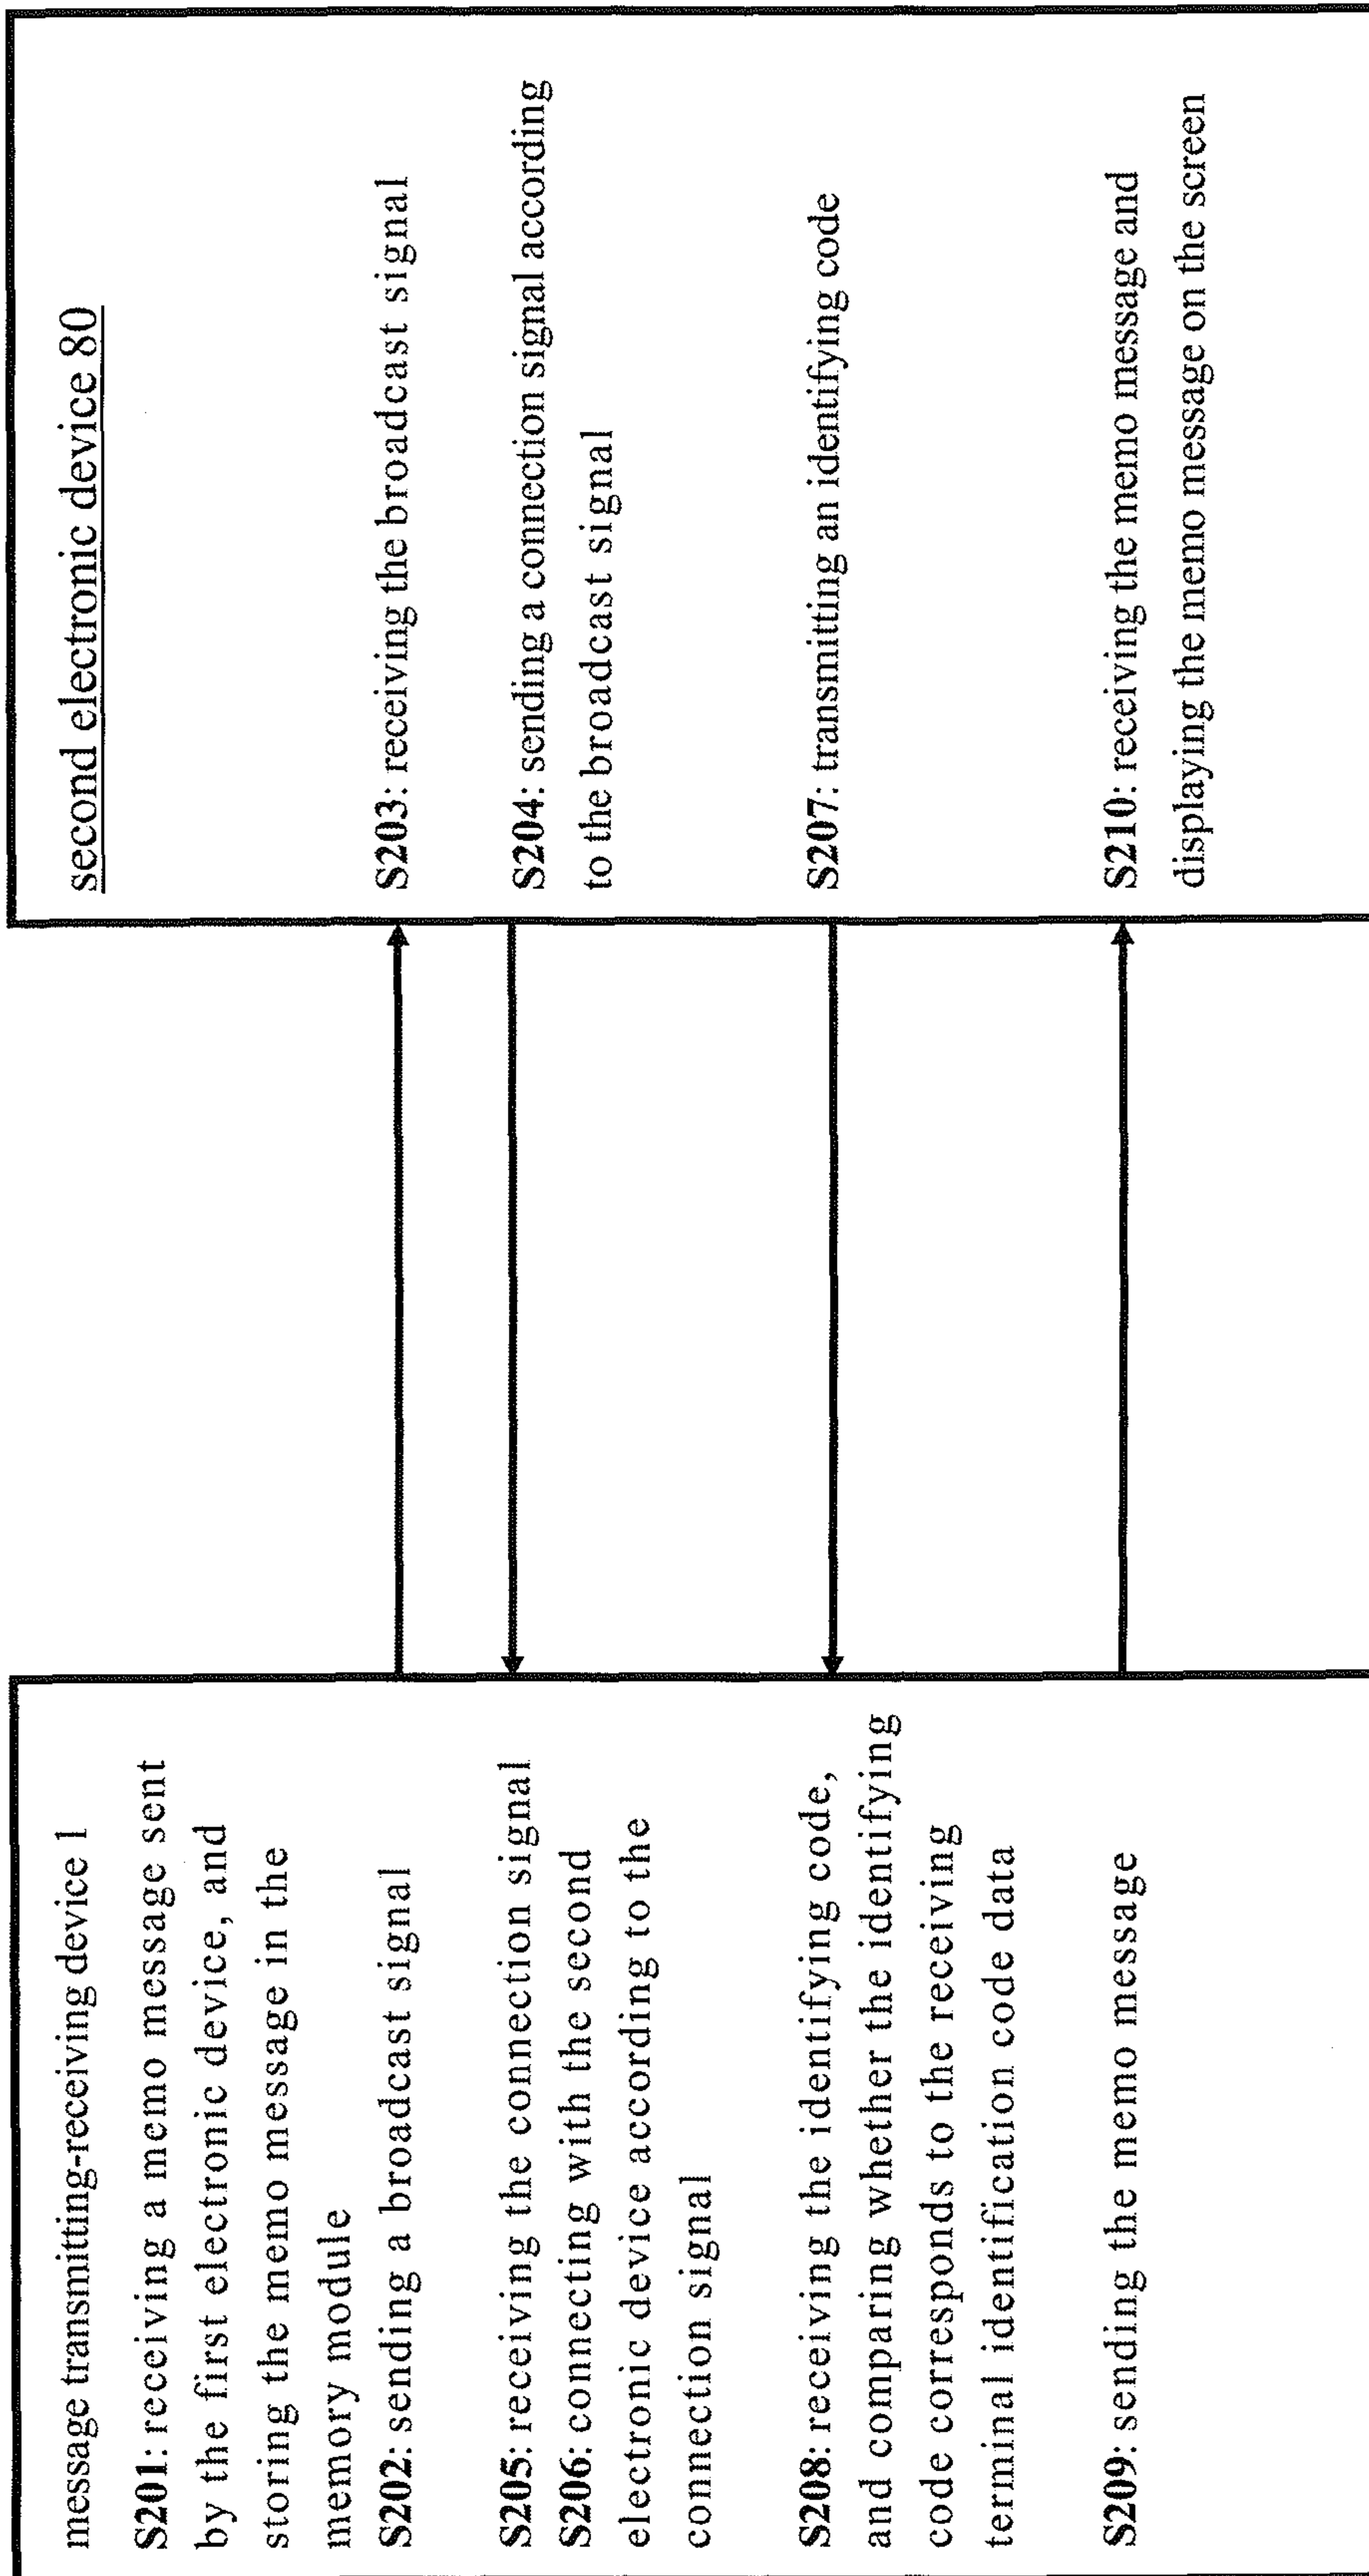 message transmitting-receiving device 1
S201: receiving a memo message sent
by the first electronic device, and
storing the memo message in the
memory module
S202: sending a broadcast signal
S205: receiving the connection signal
S206: connecting with the second
electronic device according to the
connection signal
S208: receiving the identifying code,
and comparing whether the identifying
code corresponds to the receiving
terminal identification code data
S209: sending the memo message
second electronic device 80
S203: receiving the broadcast signal
S204: sending a connection signal according
to the broadcast signal
S207: transmitting an identifying code
S210: receiving the memo message and
displaying the memo message on the screen